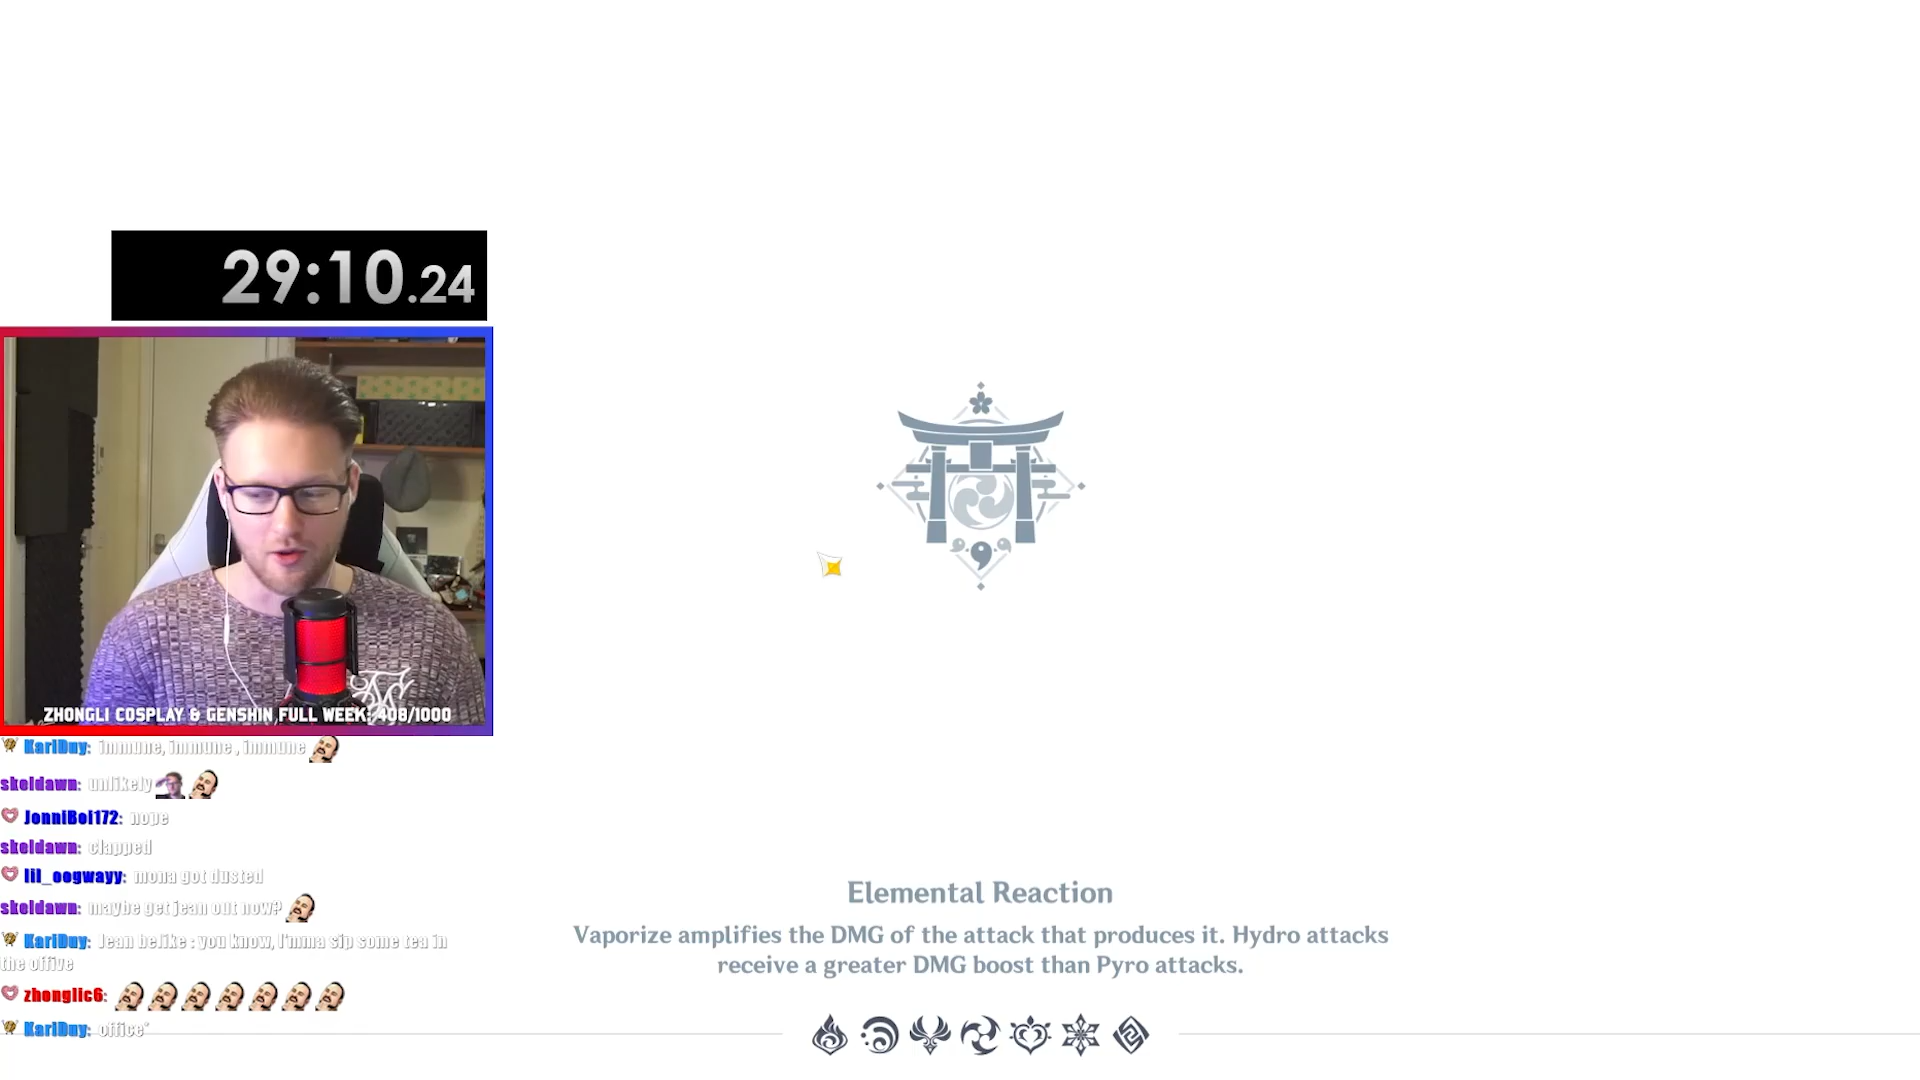 29:10.24
ZHONGLI COSPLAY & GENSHIN FULL WEEK: 408/1000
KariDuy: immune, immune , immune
skeldawn: unlikely
JonniBoi172: nope
skeldawn: clapped
lil_oogwayy: mona got dusted
skeldawn: maybe get jean out now?
KariDuy: Jean be.like : you know, I'mma sip some tea in
the offive
zhonglic6:
KariDuy: office*
Elemental Reaction
Vaporize amplifies the DMG of the attack that produces it. Hydro attacks
receive a greater DMG boost than Pyro attacks.